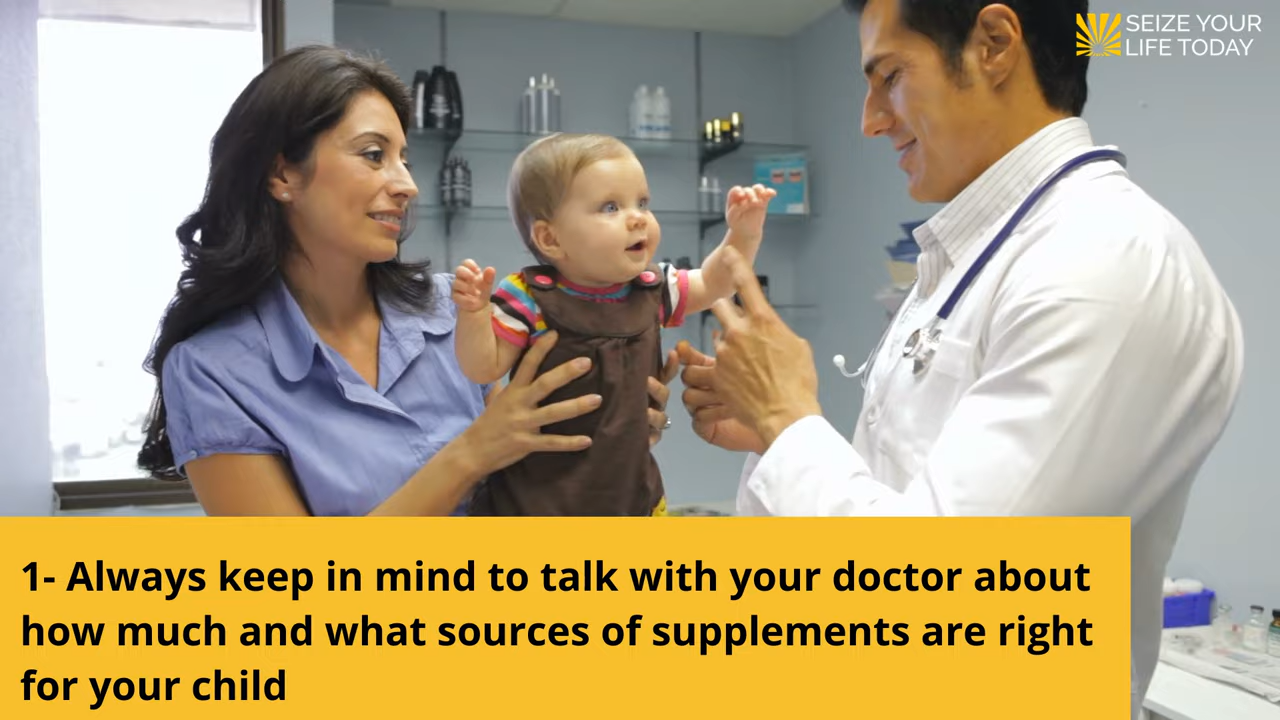 SEIZE YOUR
LIFE TODAY
1- Always keep in mind to talk with your doctor about
how much and what sources of supplements are right
for your child